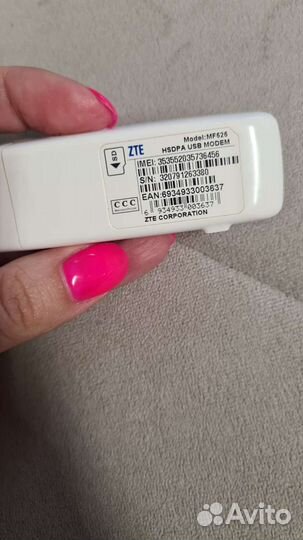 SD
ZTE
Model:MF626
HSDPA USB MODEM
IMEI: 353552035736456
S/N: 320791263380
EAN:6934933003637
6 934933 003637
CCC
ZTE CORPORATION
Avito